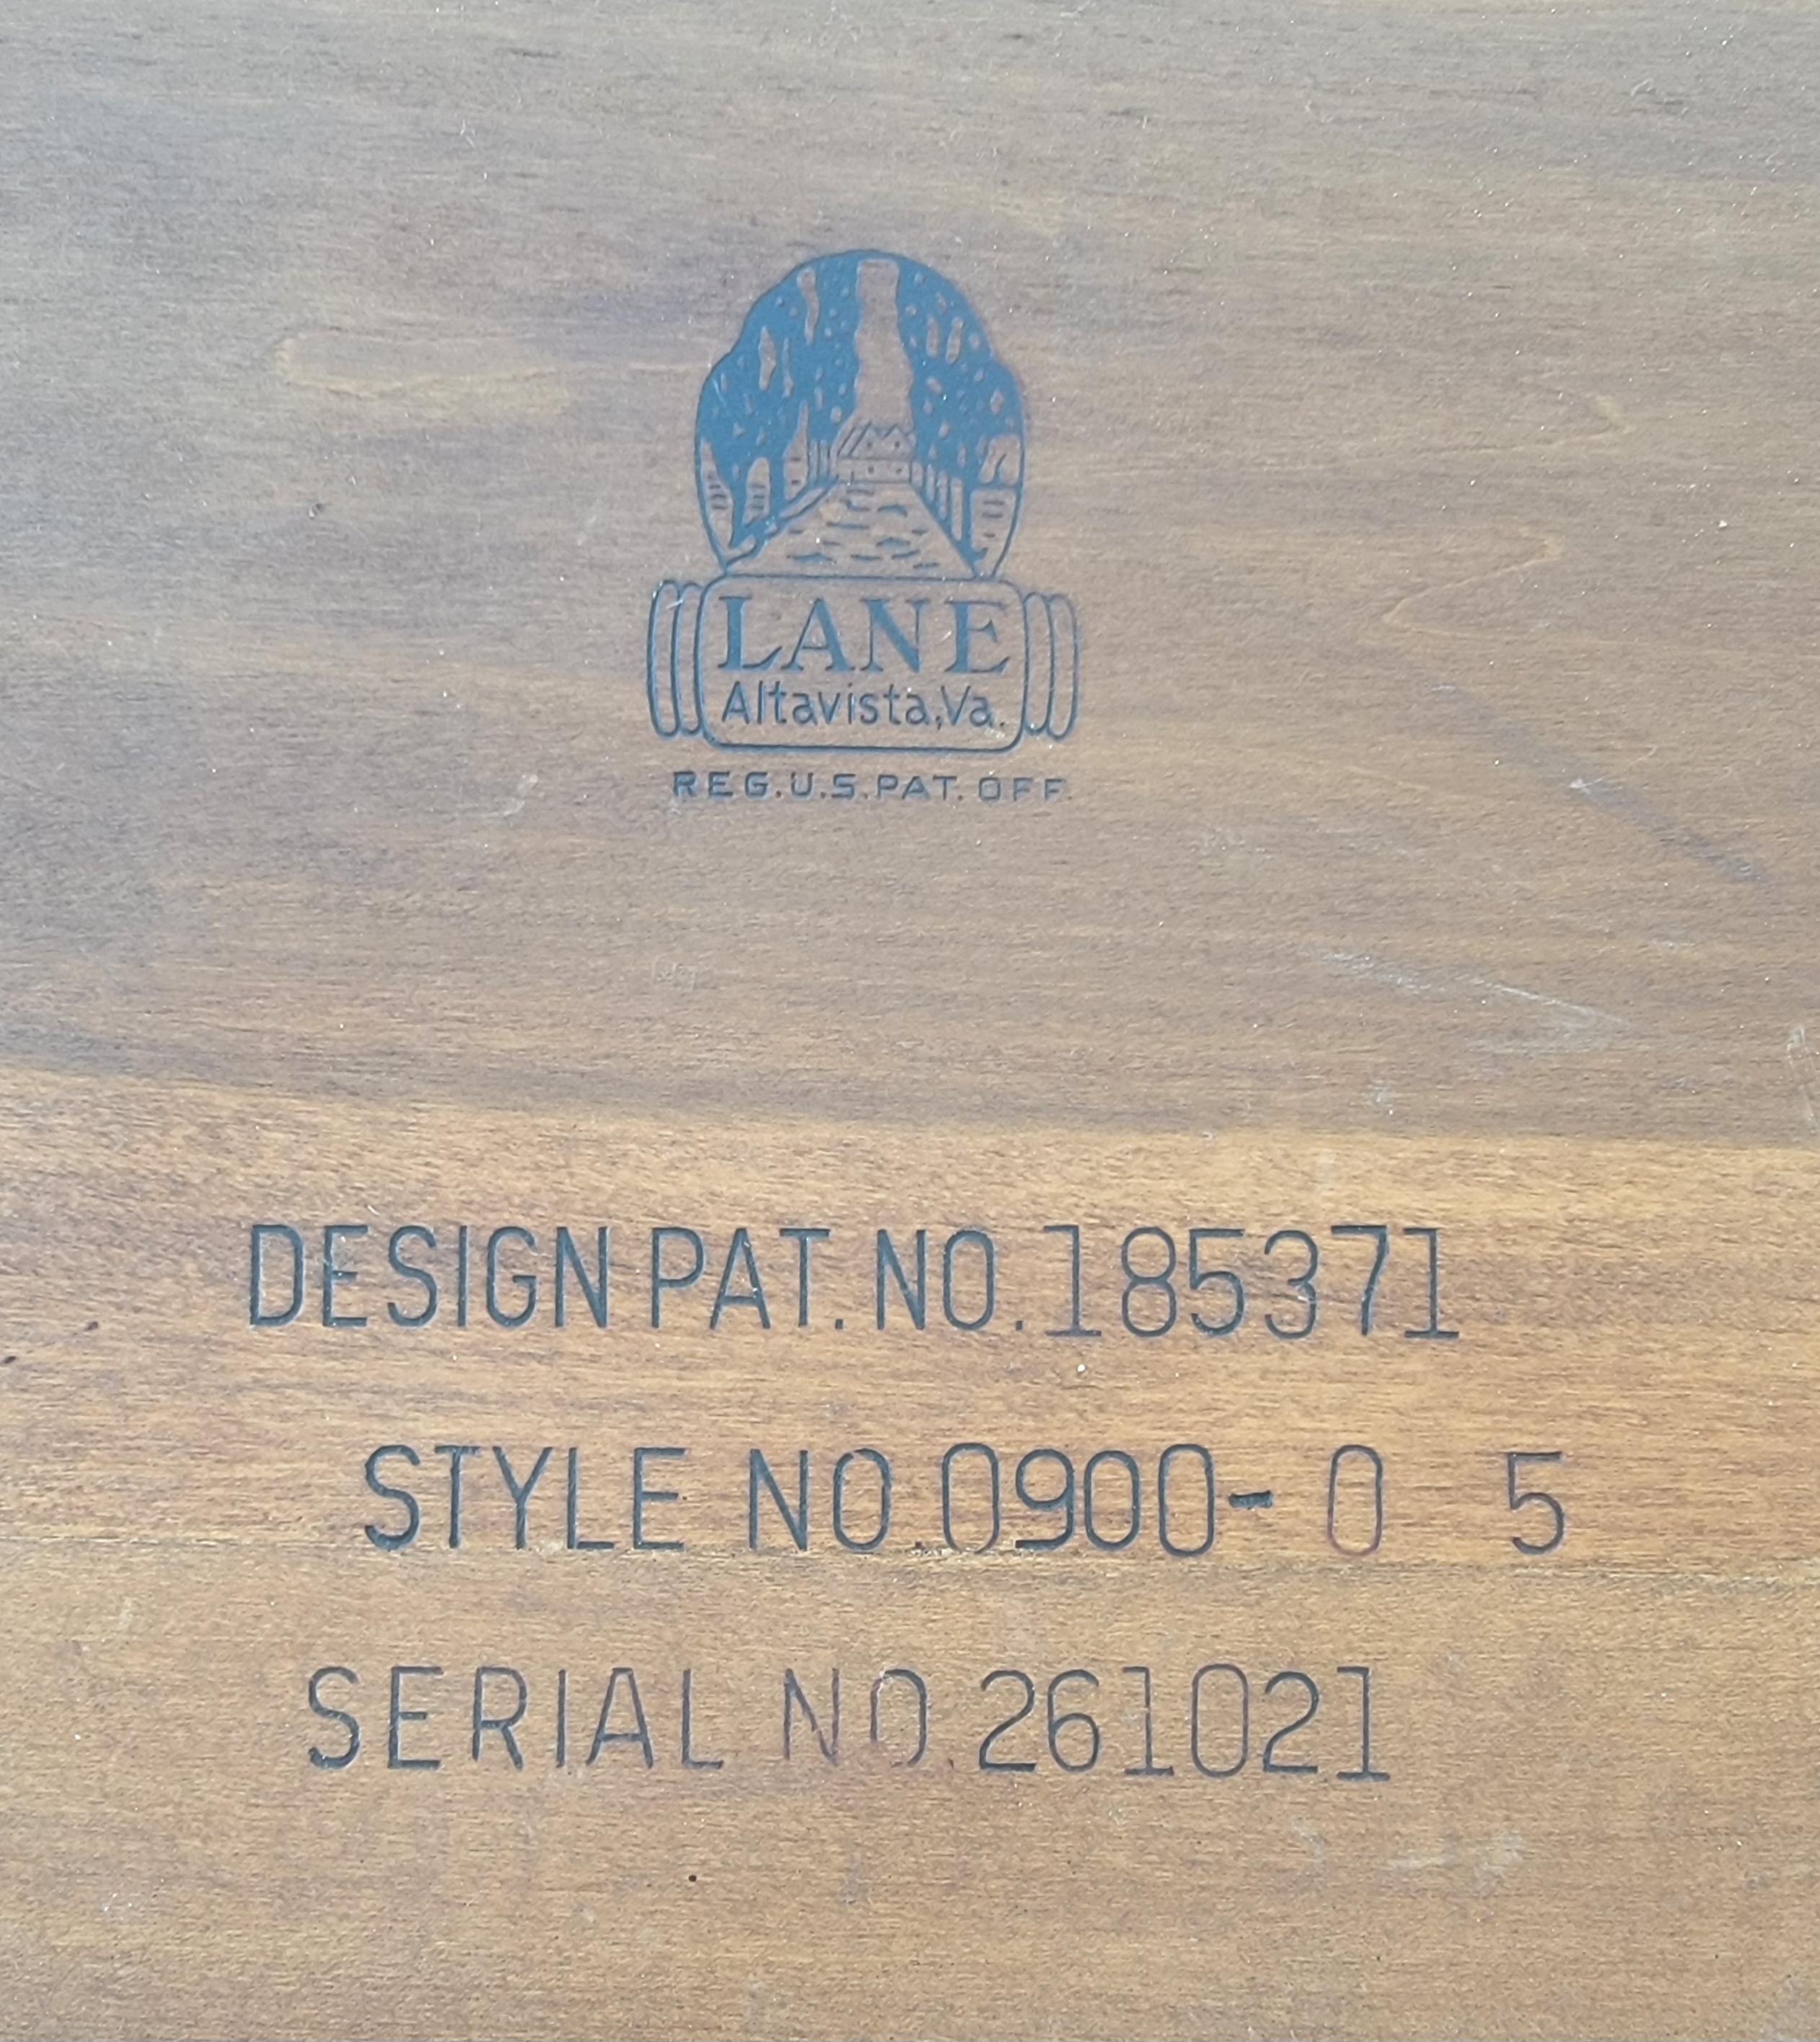 LANE
Altavista, Va.
REG. U.S. PAT. OFF.
DESIGN PAT. NO. 185371
STYLE NO. 0900- 0 5
SERIAL NO. 261021